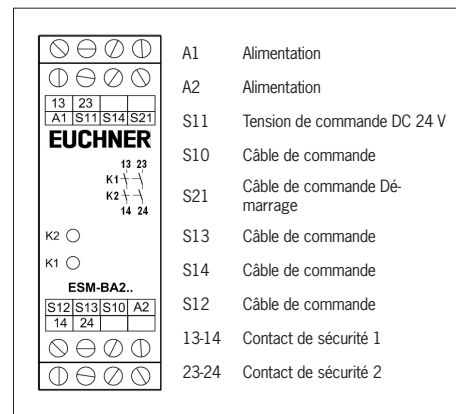 13 23
A1 S11 S14 S21
EUCHNER
13 23
K1
K2
14 24
K2
K1
ESM-BA2..
S12 S13 S10 A2
14 24
A1 Alimentation
A2 Alimentation
S11 Tension de commande DC 24 V
S10 Câble de commande
S21 Câble de commande Dé-
marrage
S13 Câble de commande
S14 Câble de commande
S12 Câble de commande
13-14 Contact de sécurité 1
23-24 Contact de sécurité 2